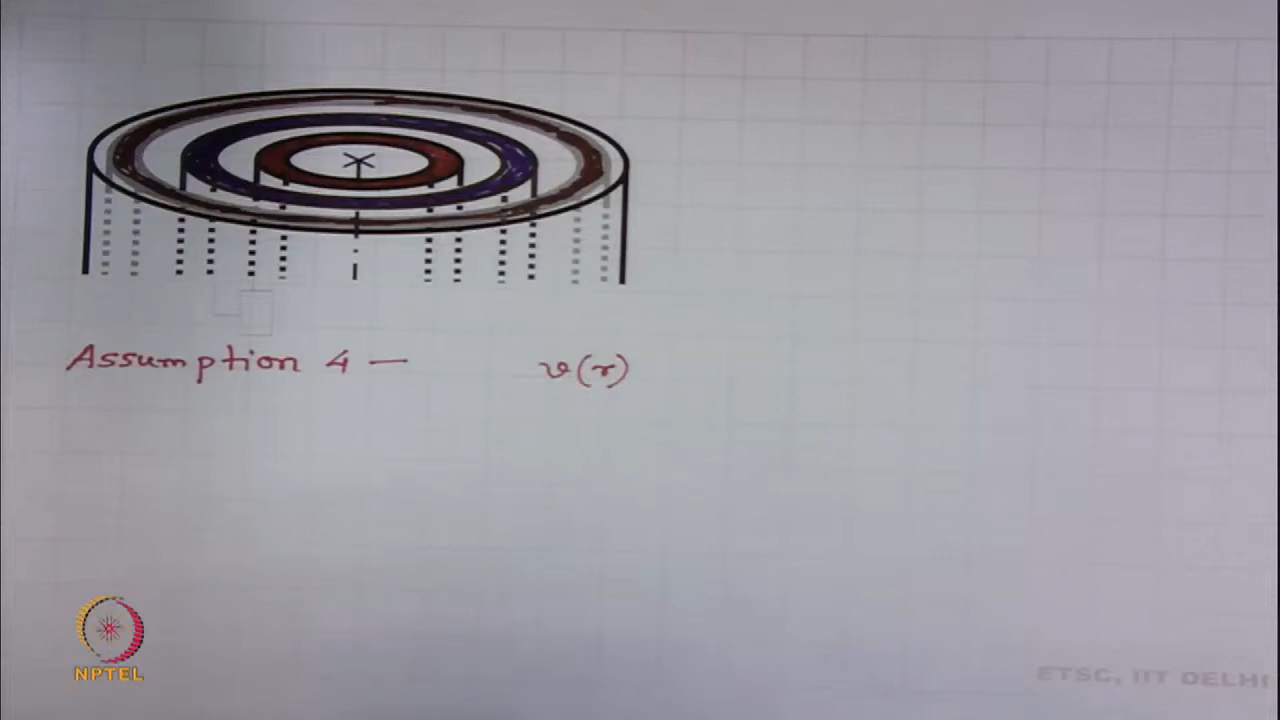 Assumption 4 — v(r)
NPTEL
ETSC, IIT DELHI